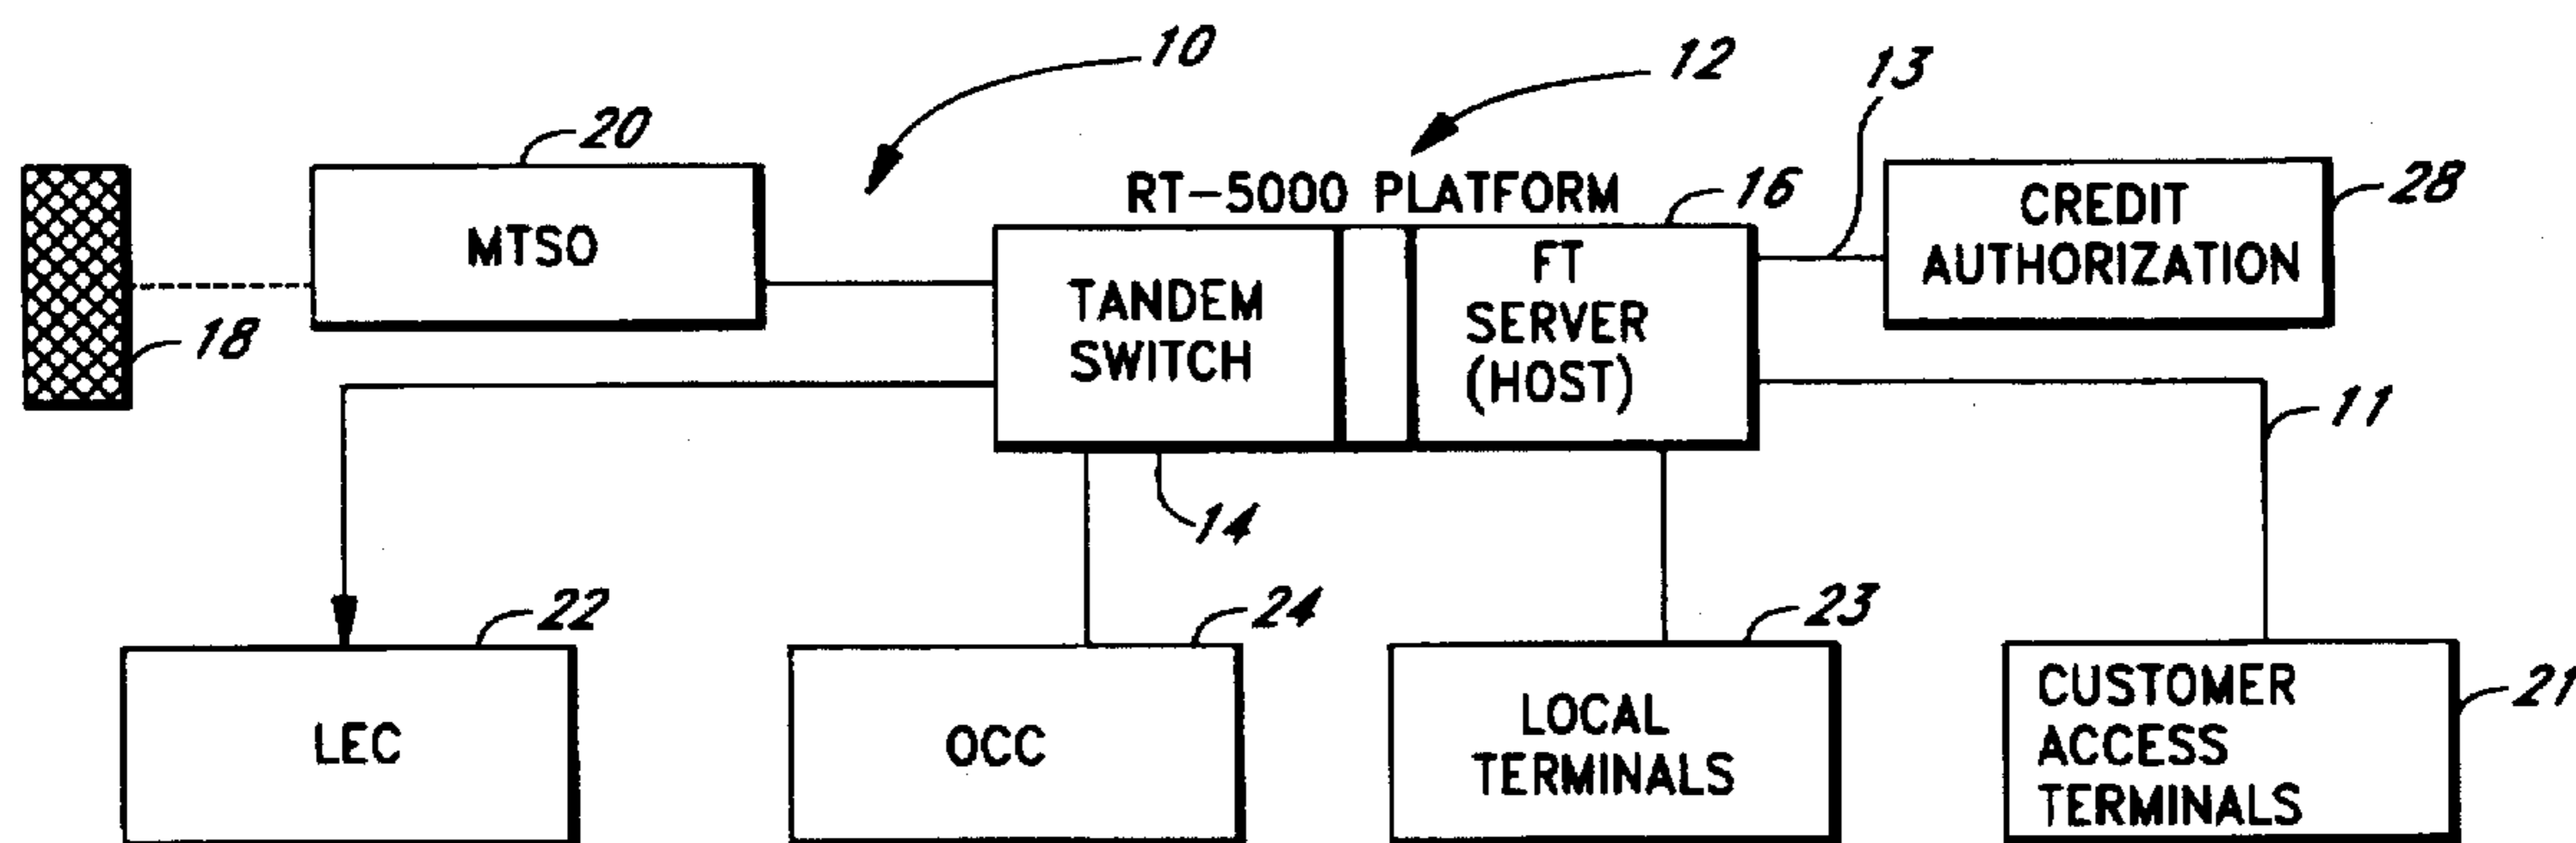 10
12
13
20
RT-5000 PLATFORM
16
CREDIT
AUTHORIZATION
28
MTSO
18
TANDEM
SWITCH
FT
SERVER
(HOST)
11
14
22
24
23
LEC
OCC
LOCAL
TERMINALS
CUSTOMER
ACCESS
TERMINALS
21